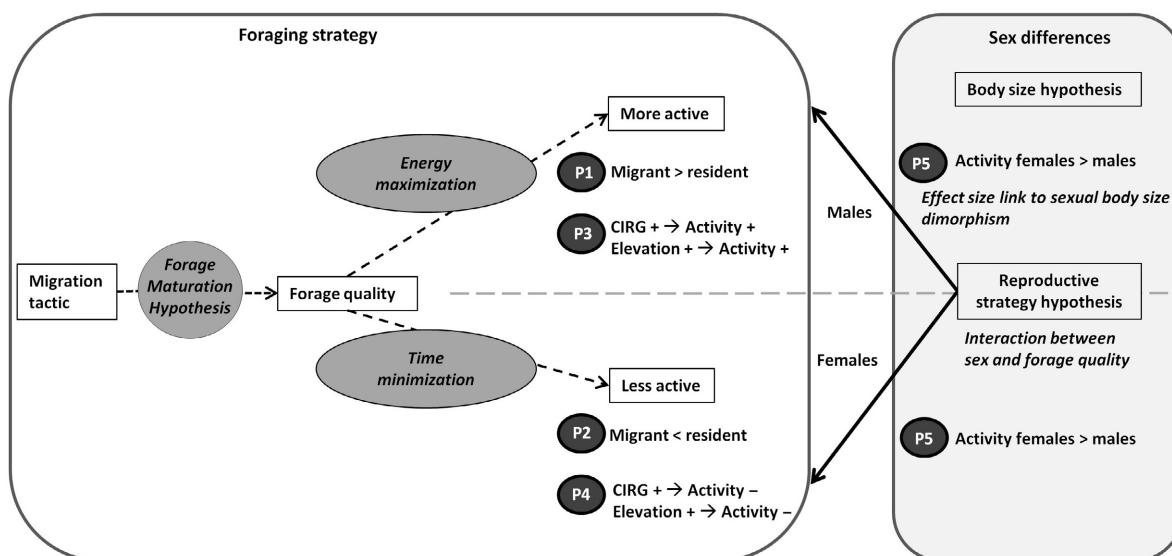 Foraging strategy
More active
Energy
maximization
P1 Migrant > resident
P3 CIRG + → Activity +
Elevation + → Activity +
Migration
tactic
Forage
Maturation
Hypothesis
Forage quality
Time
minimization
Less active
P2 Migrant < resident
P4 CIRG + → Activity –
Elevation + → Activity –
Males
Females
Sex differences
Body size hypothesis
P5 Activity females > males
Effect size link to sexual body size
dimorphism
Reproductive
strategy hypothesis
Interaction between
sex and forage quality
P5 Activity females > males